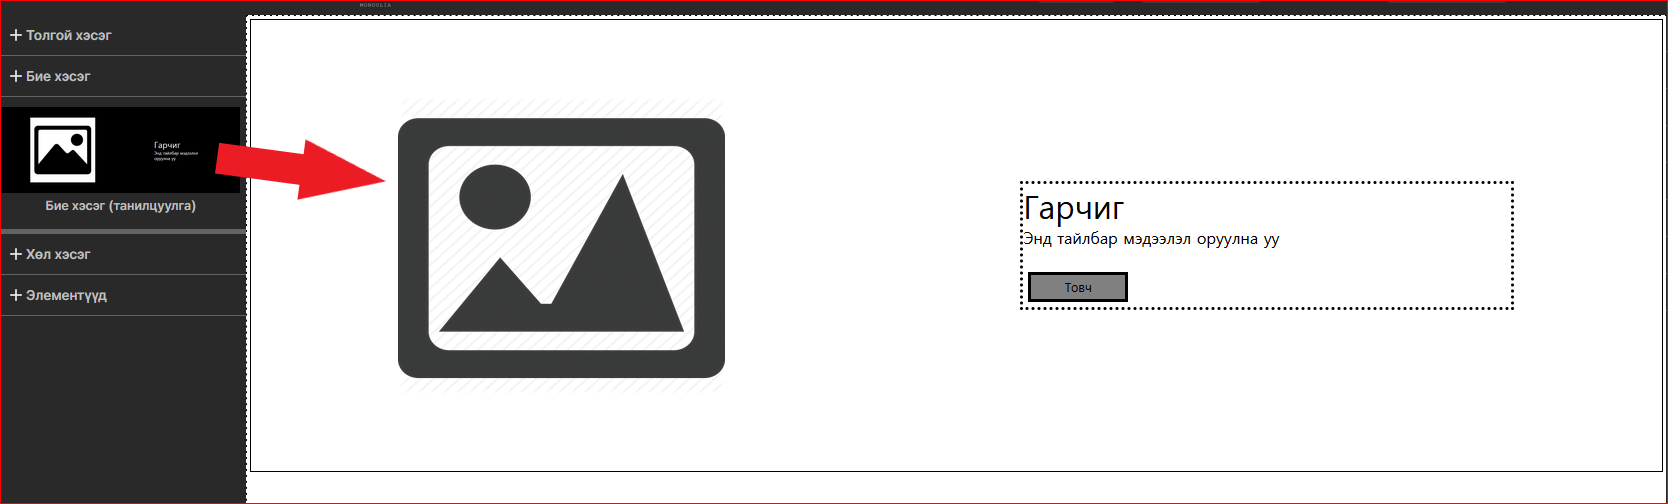 MONGOLIA
Толгой хэсэг
Бие хэсэг
Гарчиг
Энд тайлбар мэдээлэл
оруулна уу
Бие хэсэг (танилцуулга)
Хөл хэсэг
Элементүүд
Гарчиг
Энд тайлбар мэдээлэл оруулна уу
Товч